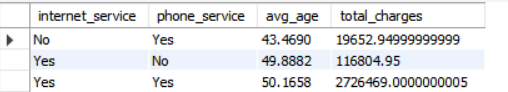 internet_service phone_service avg_age total_charges
No Yes 43.4690 19652.94999999999
Yes No 49.8882 116804.95
Yes Yes 50.1658 2726469.0000000005